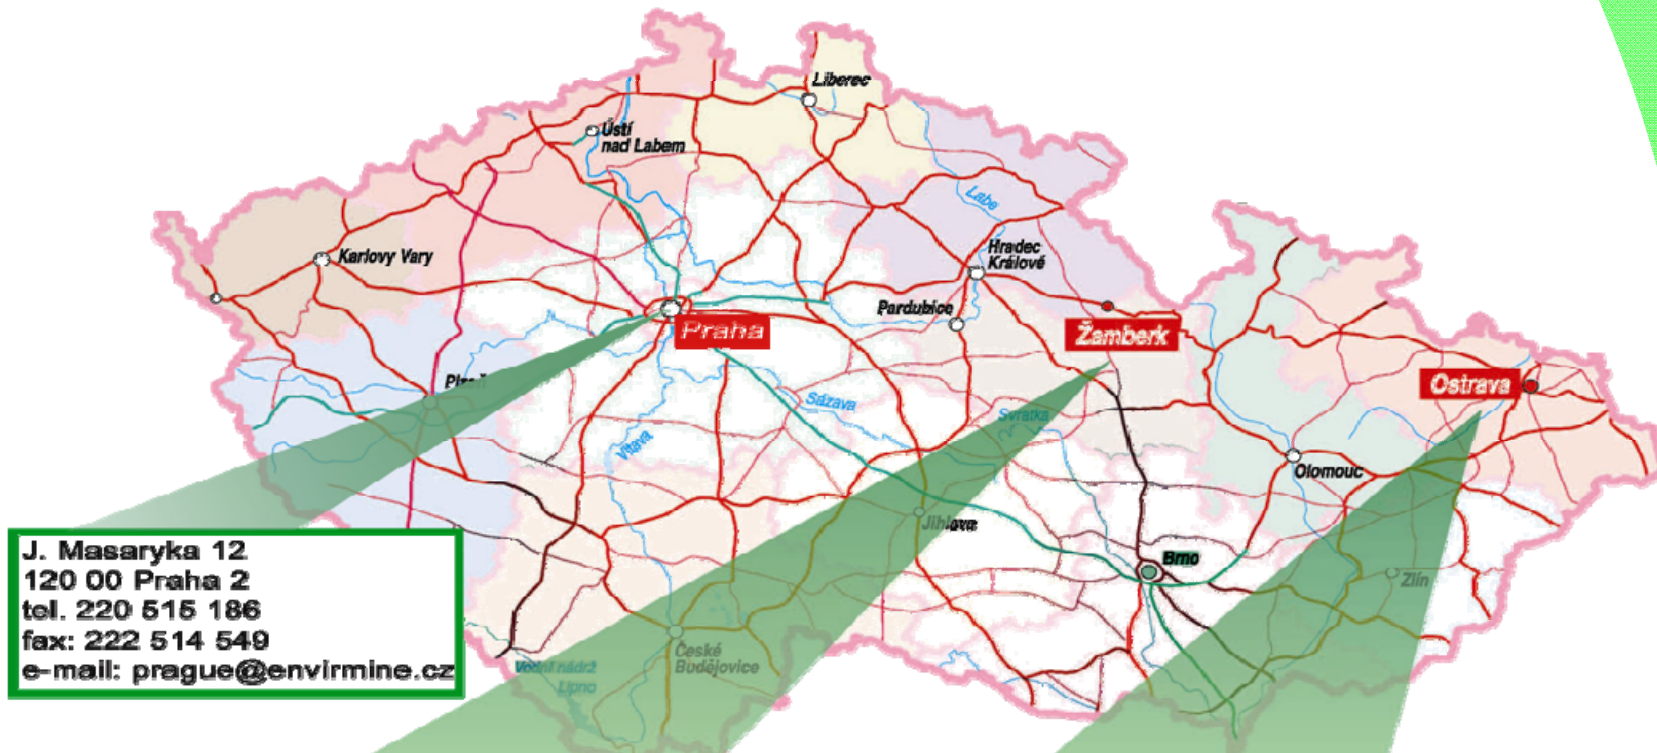 Liberec
Ústí
nad Labem
Labe
Karlovy Vary
Hradec
Králové
Pardubice
Praha
Žamberk
Ostrava
Sázava
Svratka
Vltava
Olomouc
Brno
Zlín
České
Budějovice
Vodní nádrž
Lipno
J. Masaryka 12
120 00 Praha 2
tel. 220 515 186
fax: 222 514 549
e-mail: prague@envirmine.cz